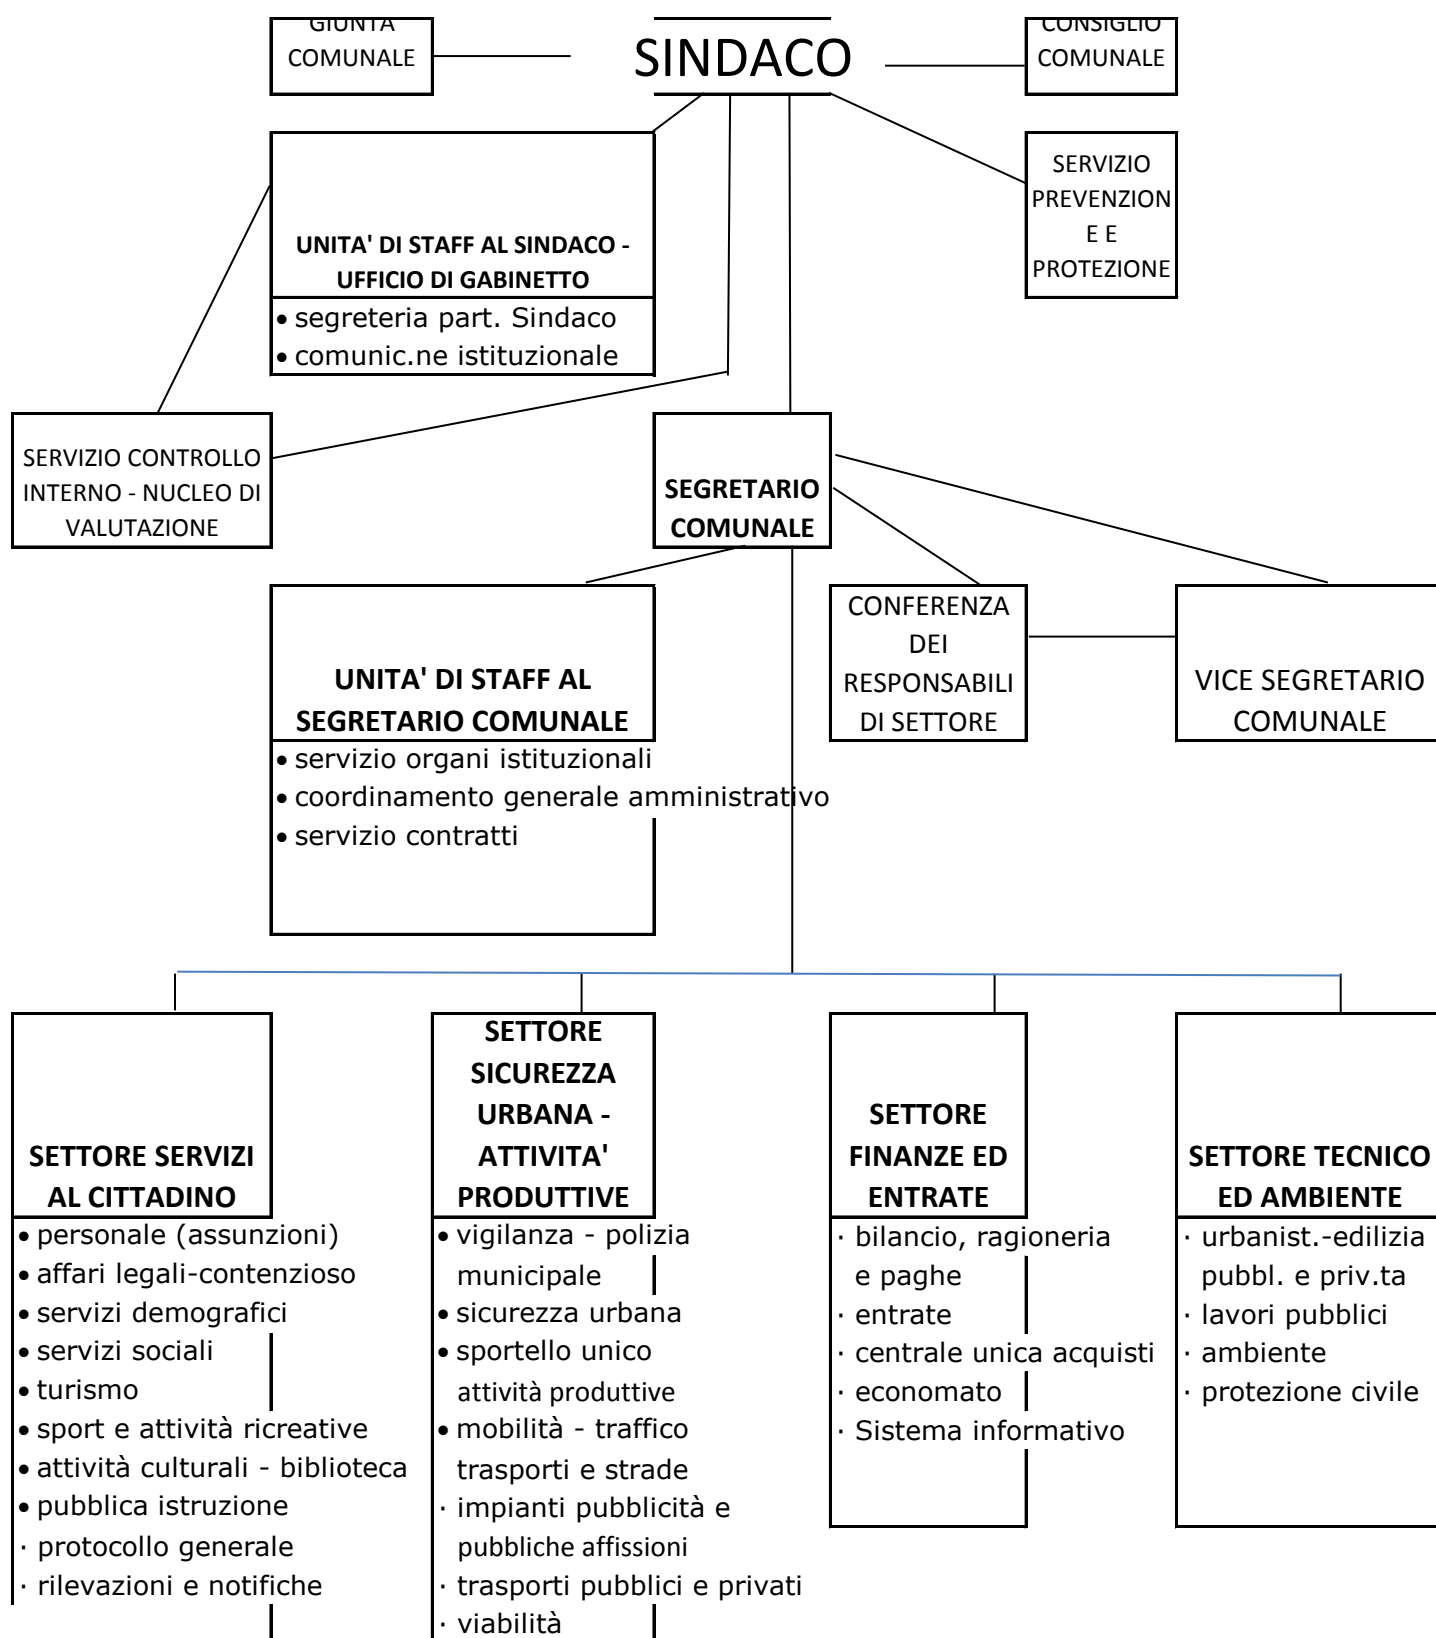 GIUNTA
COMUNALE
SINDACO
CONSIGLIO
COMUNALE
SERVIZIO
PREVENZION
E E
PROTEZIONE
UNITA' DI STAFF AL SINDACO -
UFFICIO DI GABINETTO
• segreteria part. Sindaco
• comunic.ne istituzionale
SERVIZIO CONTROLLO
INTERNO - NUCLEO DI
VALUTAZIONE
SEGRETARIO
COMUNALE
UNITA' DI STAFF AL
SEGRETARIO COMUNALE
• servizio organi istituzionali
• coordinamento generale amministrativo
• servizio contratti
CONFERENZA
DEI
RESPONSABILI
DI SETTORE
VICE SEGRETARIO
COMUNALE
SETTORE SERVIZI
AL CITTADINO
• personale (assunzioni)
• affari legali-contenzioso
• servizi demografici
• servizi sociali
• turismo
• sport e attività ricreative
• attività culturali - biblioteca
• pubblica istruzione
· protocollo generale
· rilevazioni e notifiche
SETTORE
SICUREZZA
URBANA -
ATTIVITA'
PRODUTTIVE
• vigilanza - polizia
municipale
• sicurezza urbana
• sportello unico
attività produttive
• mobilità - traffico
trasporti e strade
· impianti pubblicità e
pubbliche affissioni
· trasporti pubblici e privati
· viabilità
SETTORE
FINANZE ED
ENTRATE
· bilancio, ragioneria
e paghe
· entrate
· centrale unica acquisti
· economato
· Sistema informativo
SETTORE TECNICO
ED AMBIENTE
· urbanist.-edilizia
pubbl. e priv.ta
· lavori pubblici
· ambiente
· protezione civile